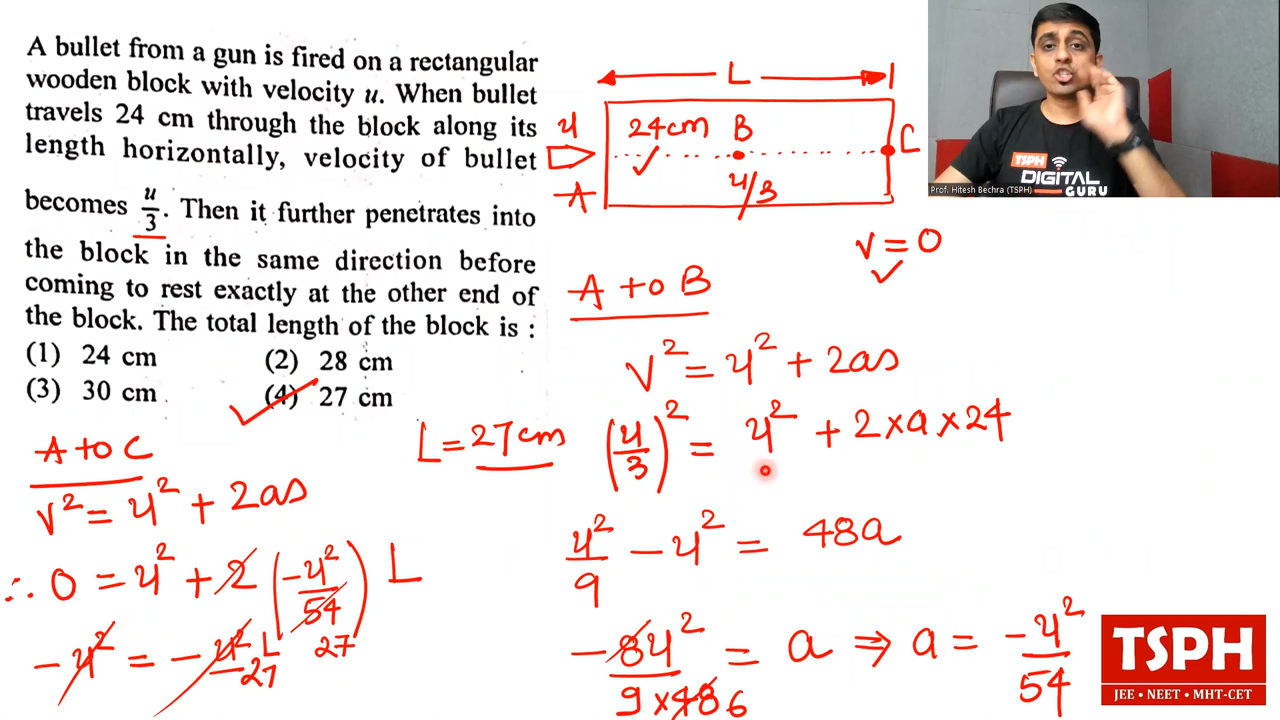 A bullet from a gun is fired on a rectangular
wooden block with velocity u. When bullet
travels 24 cm through the block along its
length horizontally, velocity of bullet
becomes u/3. Then it further penetrates into
the block in the same direction before
coming to rest exactly at the other end of
the block. The total length of the block is :
(1) 24 cm (2) 28 cm
(3) 30 cm (4) 27 cm
L
u 24cm B C
A u/3
v = 0
A to B
v² = u² + 2as
(u/3)² = u² + 2×a×24
u²/9 - u² = 48a
-8u²/9×48 6 = a ⇒ a = -u²/54
A to C
v² = u² + 2as
∴ 0 = u² + 2 (-u²/54) L
27
-u² = -u² L/27
L = 27cm
TSPH
DIGITAL
GURU
Prof. Hitesh Bechra (TSPH)
TSPH
JEE • NEET • MHT-CET